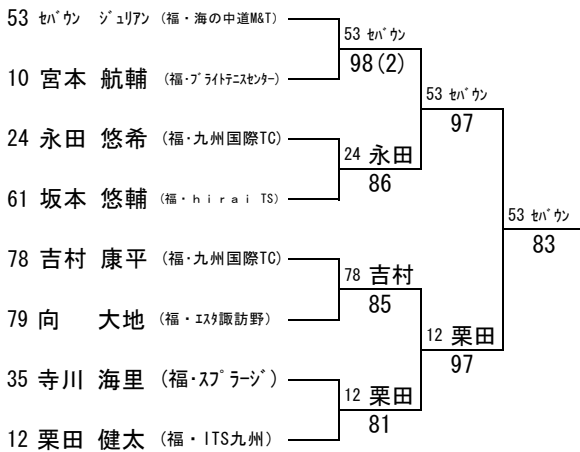 53 ｾﾊﾞｳﾝ ｼﾞｭﾘｱﾝ (福・海の中道M&T)
53 ｾﾊﾞｳﾝ
98(2)
10 宮本 航輔 (福・ﾌﾞﾗｲﾄﾃﾆｽｾﾝﾀｰ)
53 ｾﾊﾞｳﾝ
97
24 永田 悠希 (福・九州国際TC)
24 永田
86
61 坂本 悠輔 (福・ｈｉｒａｉ TS)
53 ｾﾊﾞｳﾝ
83
78 吉村 康平 (福・九州国際TC)
78 吉村
85
79 向 大地 (福・ｴｽﾀ諏訪野)
12 栗田
97
35 寺川 海里 (福・ｽﾌﾟﾗｰｼﾞ)
12 栗田
81
12 栗田 健太 (福・ITS九州)